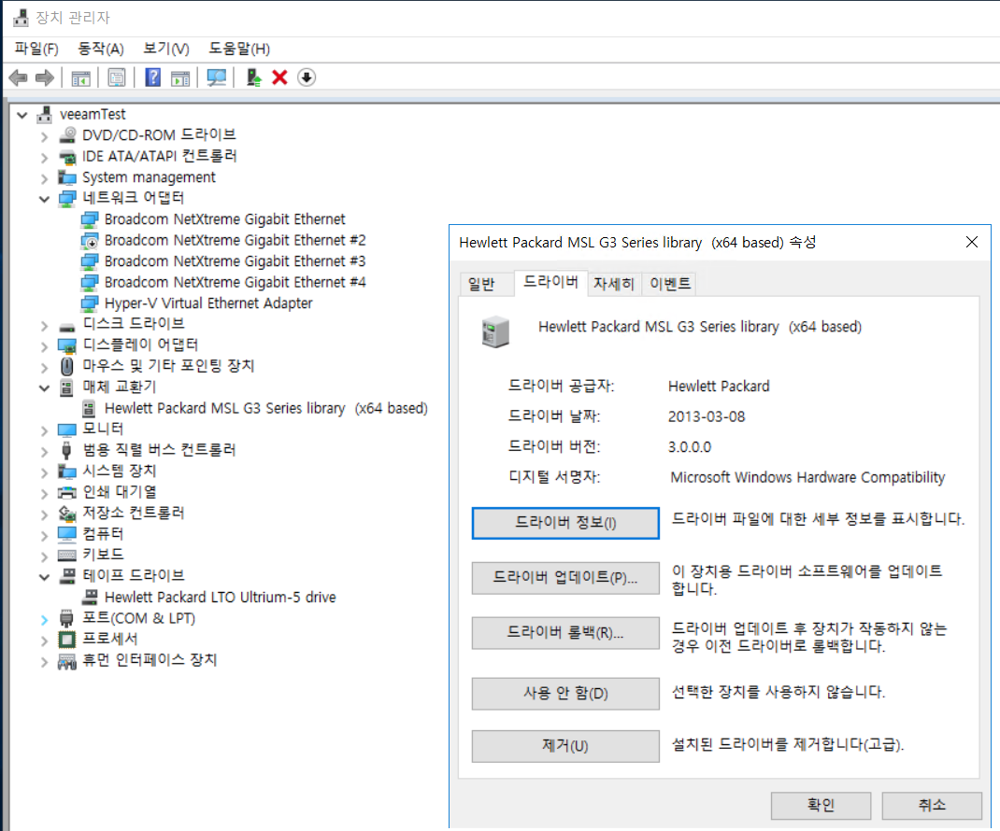 장치 관리자
파일(F) 동작(A) 보기(V) 도움말(H)
veeamTest
DVD/CD-ROM 드라이브
IDE ATA/ATAPI 컨트롤러
System management
네트워크 어댑터
Broadcom NetXtreme Gigabit Ethernet
Broadcom NetXtreme Gigabit Ethernet #2
Broadcom NetXtreme Gigabit Ethernet #3
Broadcom NetXtreme Gigabit Ethernet #4
Hyper-V Virtual Ethernet Adapter
디스크 드라이브
디스플레이 어댑터
마우스 및 기타 포인팅 장치
매체 교환기
Hewlett Packard MSL G3 Series library (x64 based)
모니터
범용 직렬 버스 컨트롤러
시스템 장치
인쇄 대기열
저장소 컨트롤러
컴퓨터
키보드
테이프 드라이브
Hewlett Packard LTO Ultrium-5 drive
포트(COM & LPT)
프로세서
휴먼 인터페이스 장치
Hewlett Packard MSL G3 Series library (x64 based) 속성
일반 드라이버 자세히 이벤트
Hewlett Packard MSL G3 Series library (x64 based)
드라이버 공급자: Hewlett Packard
드라이버 날짜: 2013-03-08
드라이버 버전: 3.0.0.0
디지털 서명자: Microsoft Windows Hardware Compatibility
드라이버 정보(I) 드라이버 파일에 대한 세부 정보를 표시합니다.
드라이버 업데이트(P)... 이 장치용 드라이버 소프트웨어를 업데이트
합니다.
드라이버 롤백(R)... 드라이버 업데이트 후 장치가 작동하지 않는
경우 이전 드라이버로 롤백합니다.
사용 안 함(D) 선택한 장치를 사용하지 않습니다.
제거(U) 설치된 드라이버를 제거합니다(고급).
확인 취소